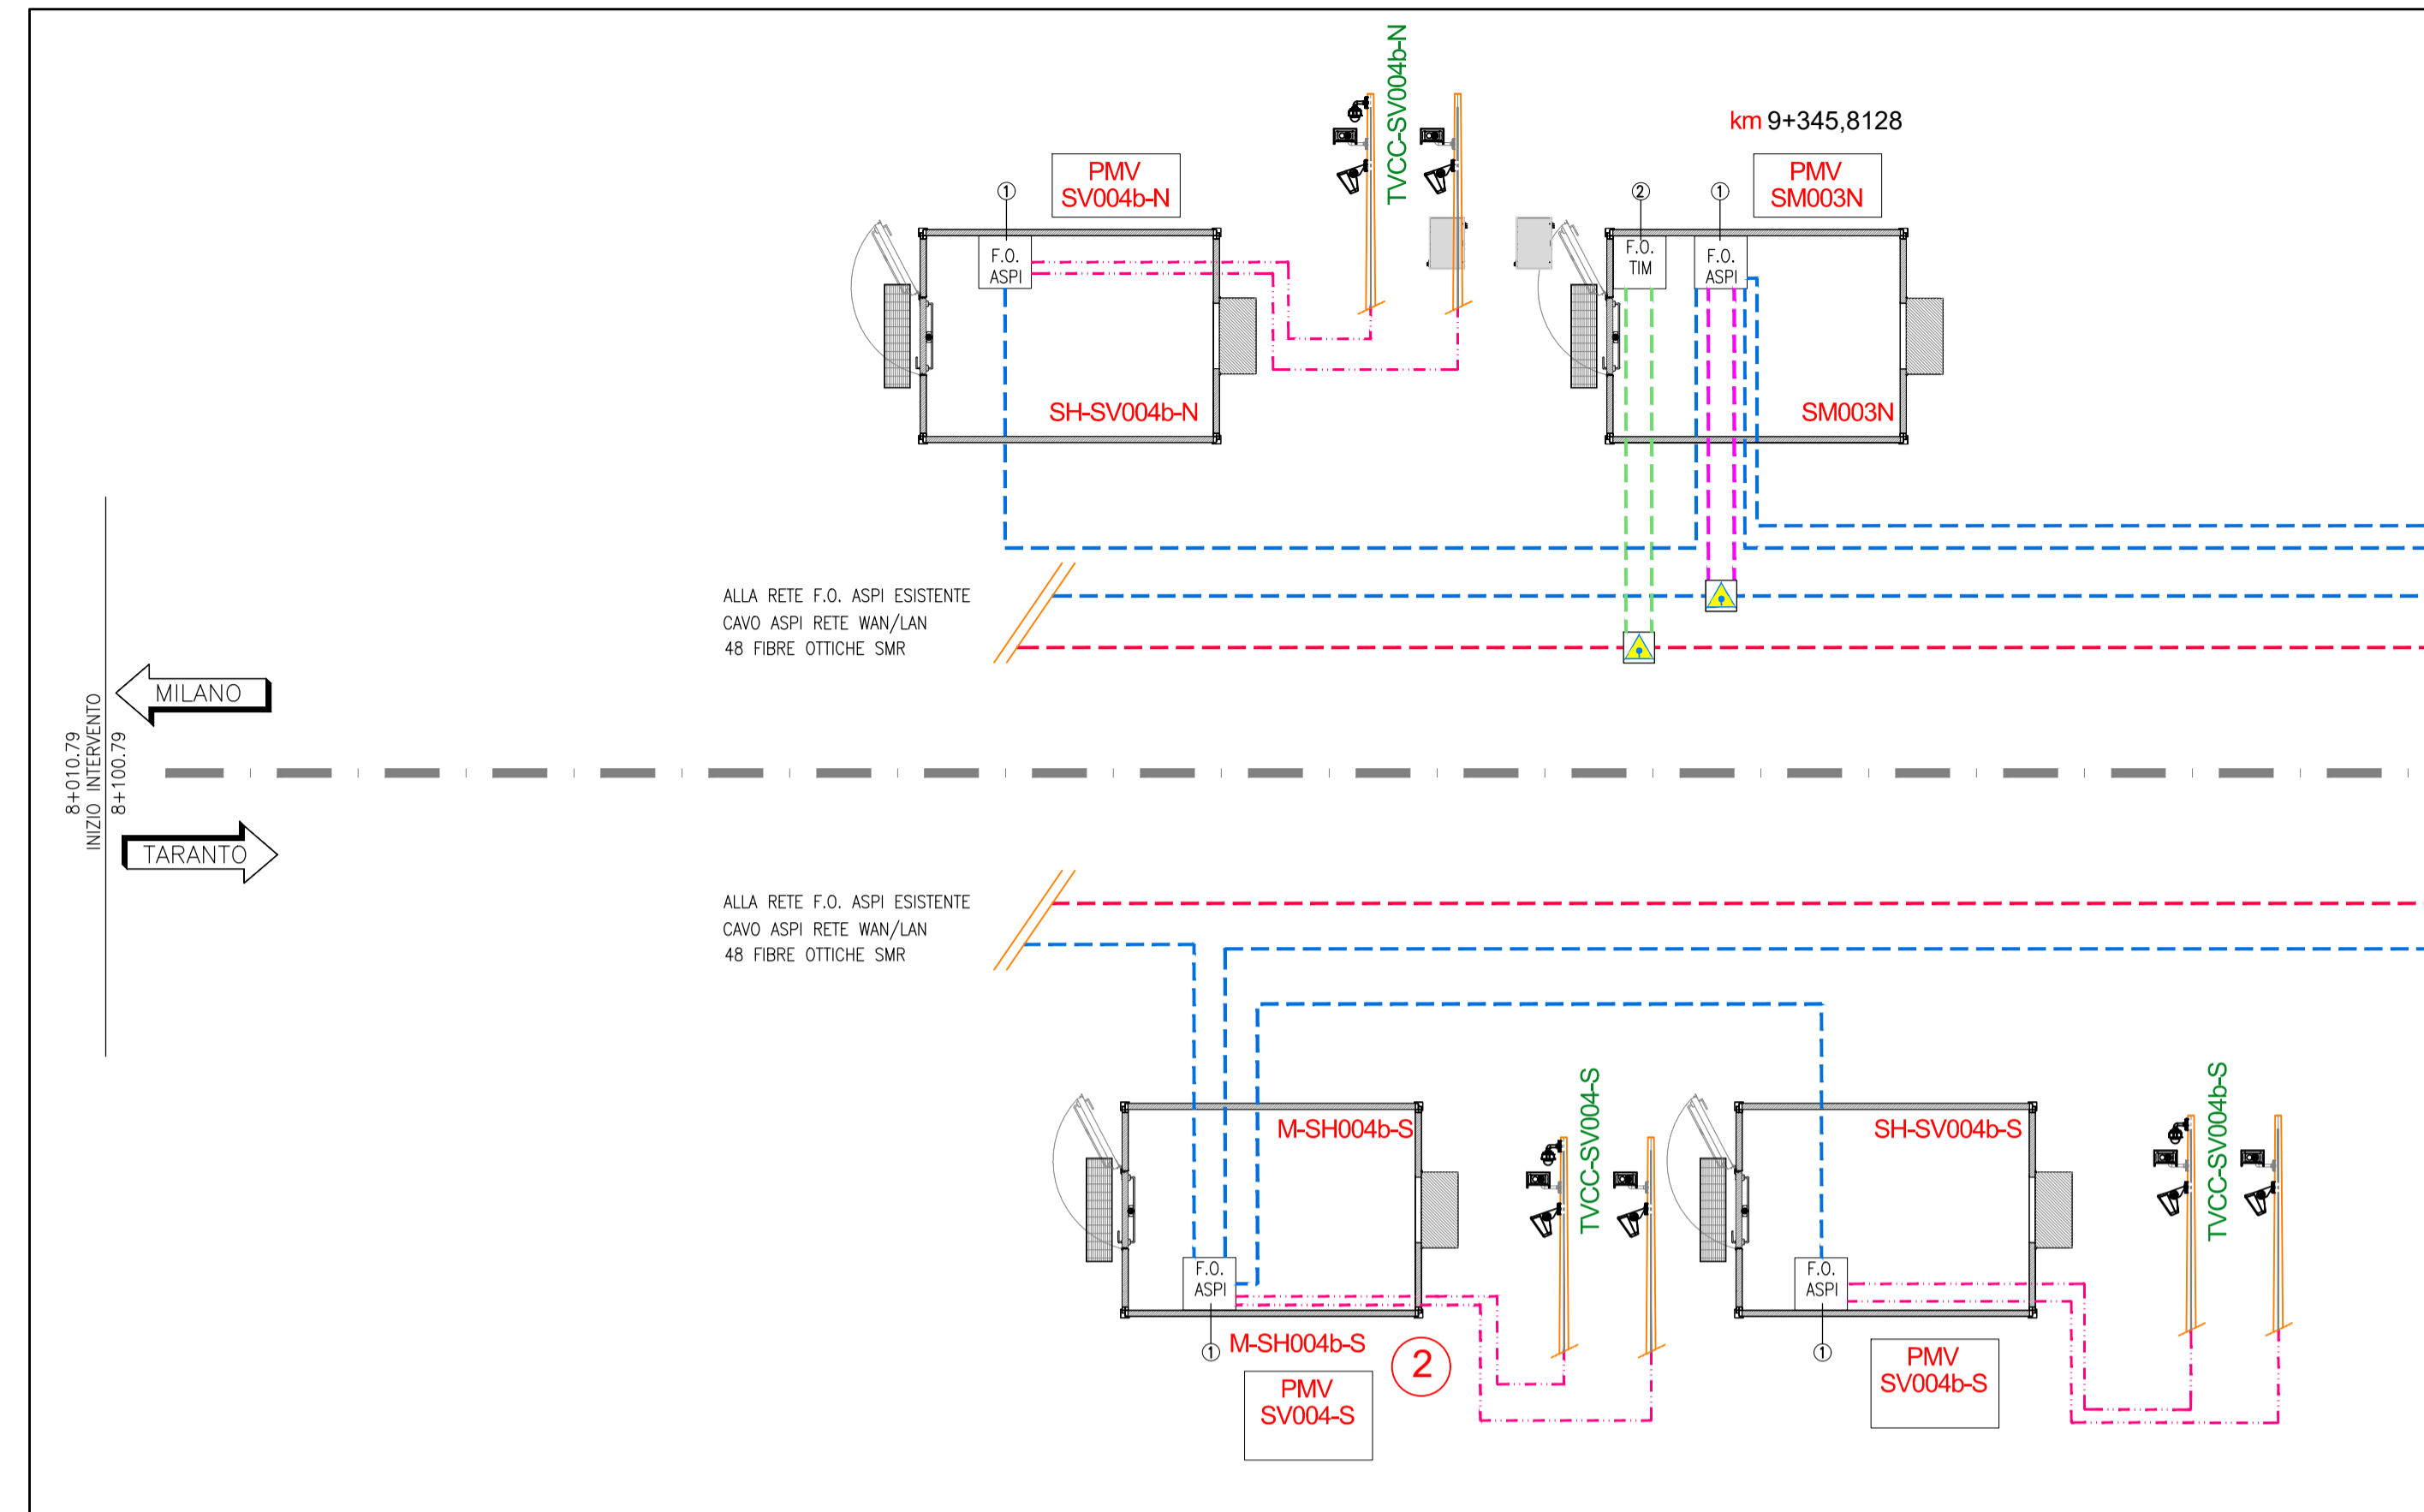 TVCC-SV004b-N
km 9+345,8128
PMV
SV004b-N
PMV
SM003N
1
2
1
F.O.
ASPI
F.O.
TIM
F.O.
ASPI
SH-SV004b-N
SM003N
ALLA RETE F.O. ASPI ESISTENTE
CAVO ASPI RETE WAN/LAN
48 FIBRE OTTICHE SMR
MILANO
8+010.79
INIZIO INTERVENTO
8+100.79
TARANTO
ALLA RETE F.O. ASPI ESISTENTE
CAVO ASPI RETE WAN/LAN
48 FIBRE OTTICHE SMR
M-SH004b-S
TVCC-SV004-S
SH-SV004b-S
TVCC-SV004b-S
F.O.
ASPI
F.O.
ASPI
1
M-SH004b-S
2
1
PMV
SV004-S
PMV
SV004b-S